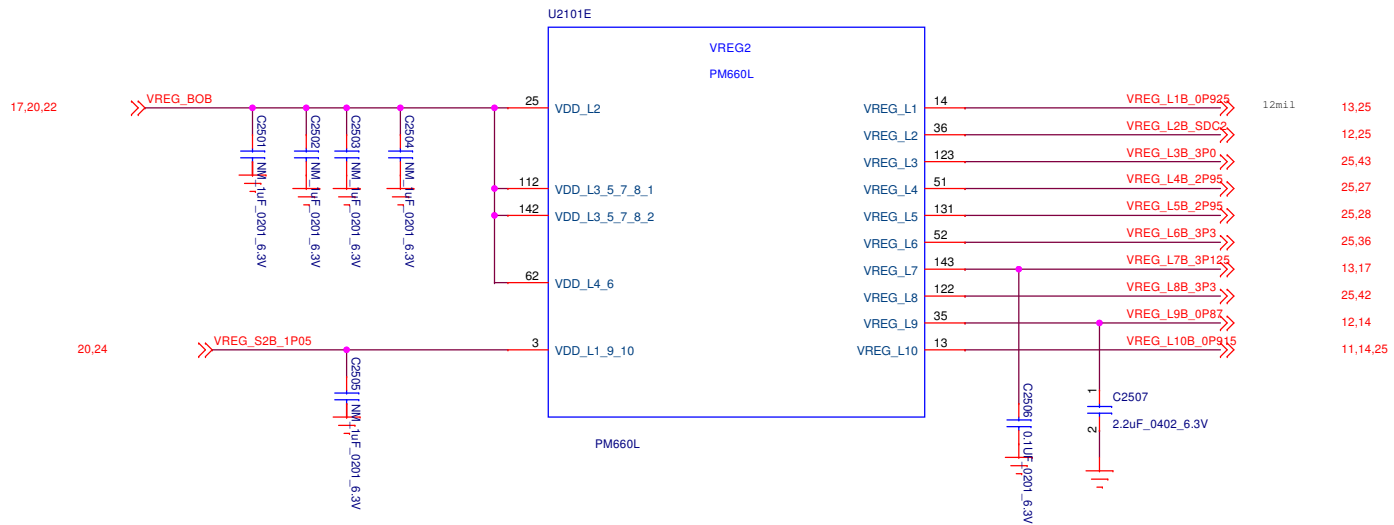 U2101E
VREG2
PM660L
17,20,22
VREG_BOB
25
VDD_L2
C2501
NM_1uF_0201_6.3V
C2502
NM_1uF_0201_6.3V
C2503
NM_1uF_0201_6.3V
C2504
NM_1uF_0201_6.3V
112
VDD_L3_5_7_8_1
142
VDD_L3_5_7_8_2
62
VDD_L4_6
20,24
VREG_S2B_1P05
3
VDD_L1_9_10
C2505
NM_1uF_0201_6.3V
VREG_L1
14
VREG_L1B_0P925
12mil
13,25
VREG_L2
36
VREG_L2B_SDC2
12,25
VREG_L3
123
VREG_L3B_3P0
25,43
VREG_L4
51
VREG_L4B_2P95
25,27
VREG_L5
131
VREG_L5B_2P95
25,28
VREG_L6
52
VREG_L6B_3P3
25,36
VREG_L7
143
VREG_L7B_3P125
13,17
VREG_L8
122
VREG_L8B_3P3
25,42
VREG_L9
35
VREG_L9B_0P87
12,14
VREG_L10
13
VREG_L10B_0P915
11,14,25
C2506
0.1UF_0201_6.3V
1
C2507
2.2uF_0402_6.3V
2
PM660L